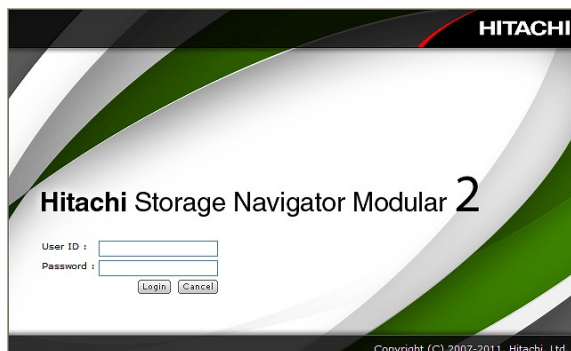 HITACHI
Hitachi Storage Navigator Modular 2
User ID :
Password :
Login Cancel
Copyright (C) 2007-2011, Hitachi, Ltd.